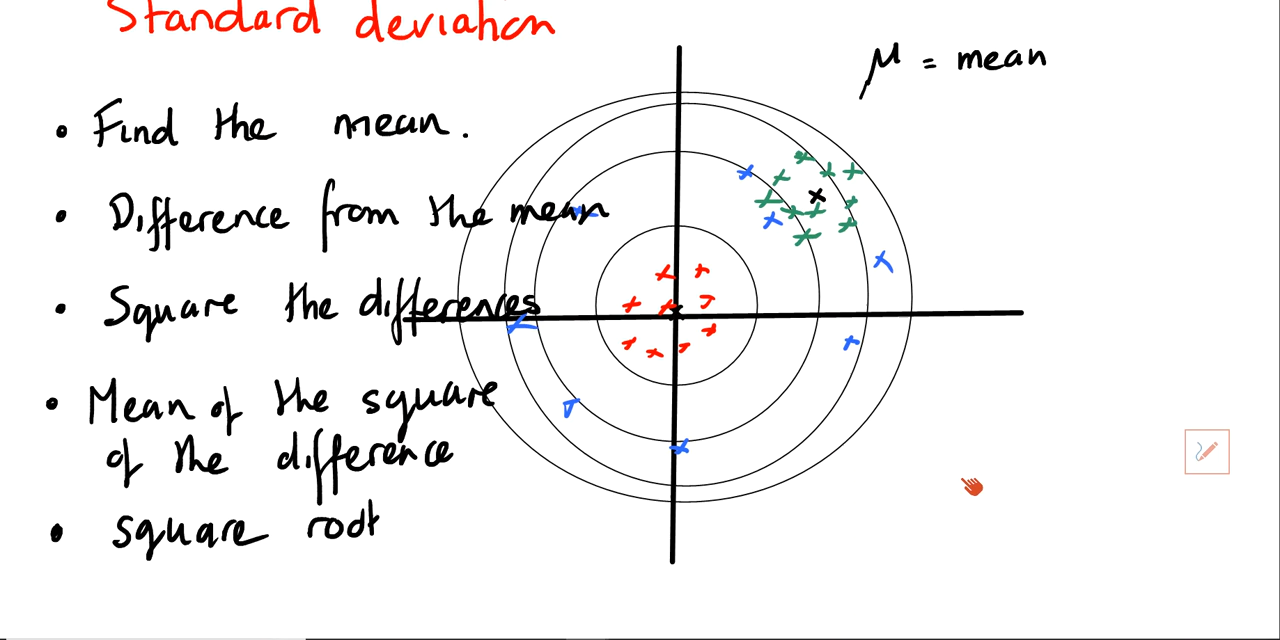 Standard deviation
μ = mean
• Find the mean.
• Difference from the mean
• Square the differences
• Mean of the square
of the difference
• square root